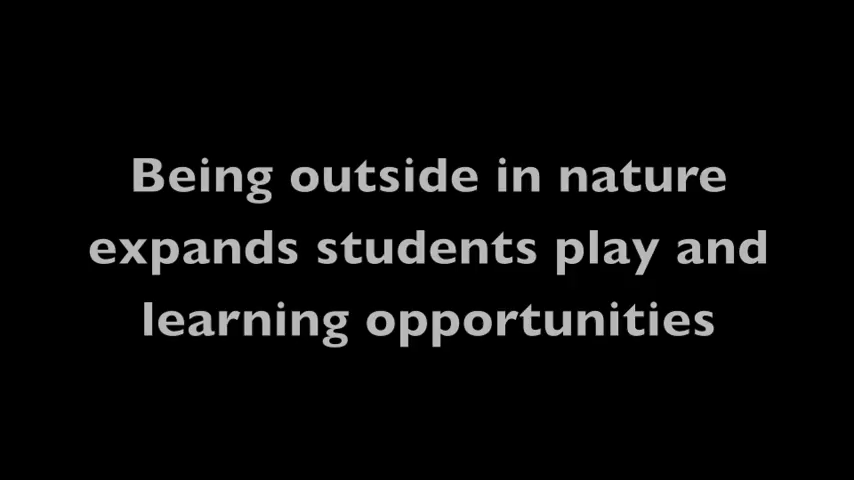 Being outside in nature
expands students play and
learning opportunities